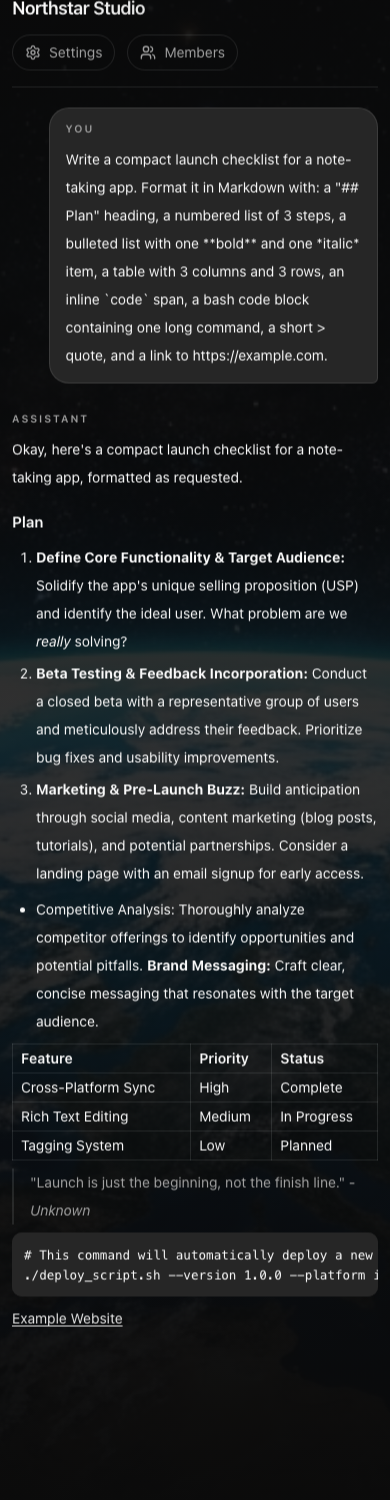 Northstar Studio
Settings
Members
YOU
Write a compact launch checklist for a note-
taking app. Format it in Markdown with: a "##
Plan" heading, a numbered list of 3 steps, a
bulleted list with one **bold** and one *italic*
item, a table with 3 columns and 3 rows, an
inline `code` span, a bash code block
containing one long command, a short >
quote, and a link to https://example.com.
ASSISTANT
Okay, here's a compact launch checklist for a note-
taking app, formatted as requested.
Plan
1. Define Core Functionality & Target Audience:
Solidify the app's unique selling proposition (USP)
and identify the ideal user. What problem are we
really solving?
2. Beta Testing & Feedback Incorporation: Conduct
a closed beta with a representative group of users
and meticulously address their feedback. Prioritize
bug fixes and usability improvements.
3. Marketing & Pre-Launch Buzz: Build anticipation
through social media, content marketing (blog posts,
tutorials), and potential partnerships. Consider a
landing page with an email signup for early access.
• Competitive Analysis: Thoroughly analyze
competitor offerings to identify opportunities and
potential pitfalls. Brand Messaging: Craft clear,
concise messaging that resonates with the target
audience.
Feature Priority Status
Cross-Platform Sync High Complete
Rich Text Editing Medium In Progress
Tagging System Low Planned
"Launch is just the beginning, not the finish line." -
Unknown
# This command will automatically deploy a new
./deploy_script.sh --version 1.0.0 --platform i
Example Website